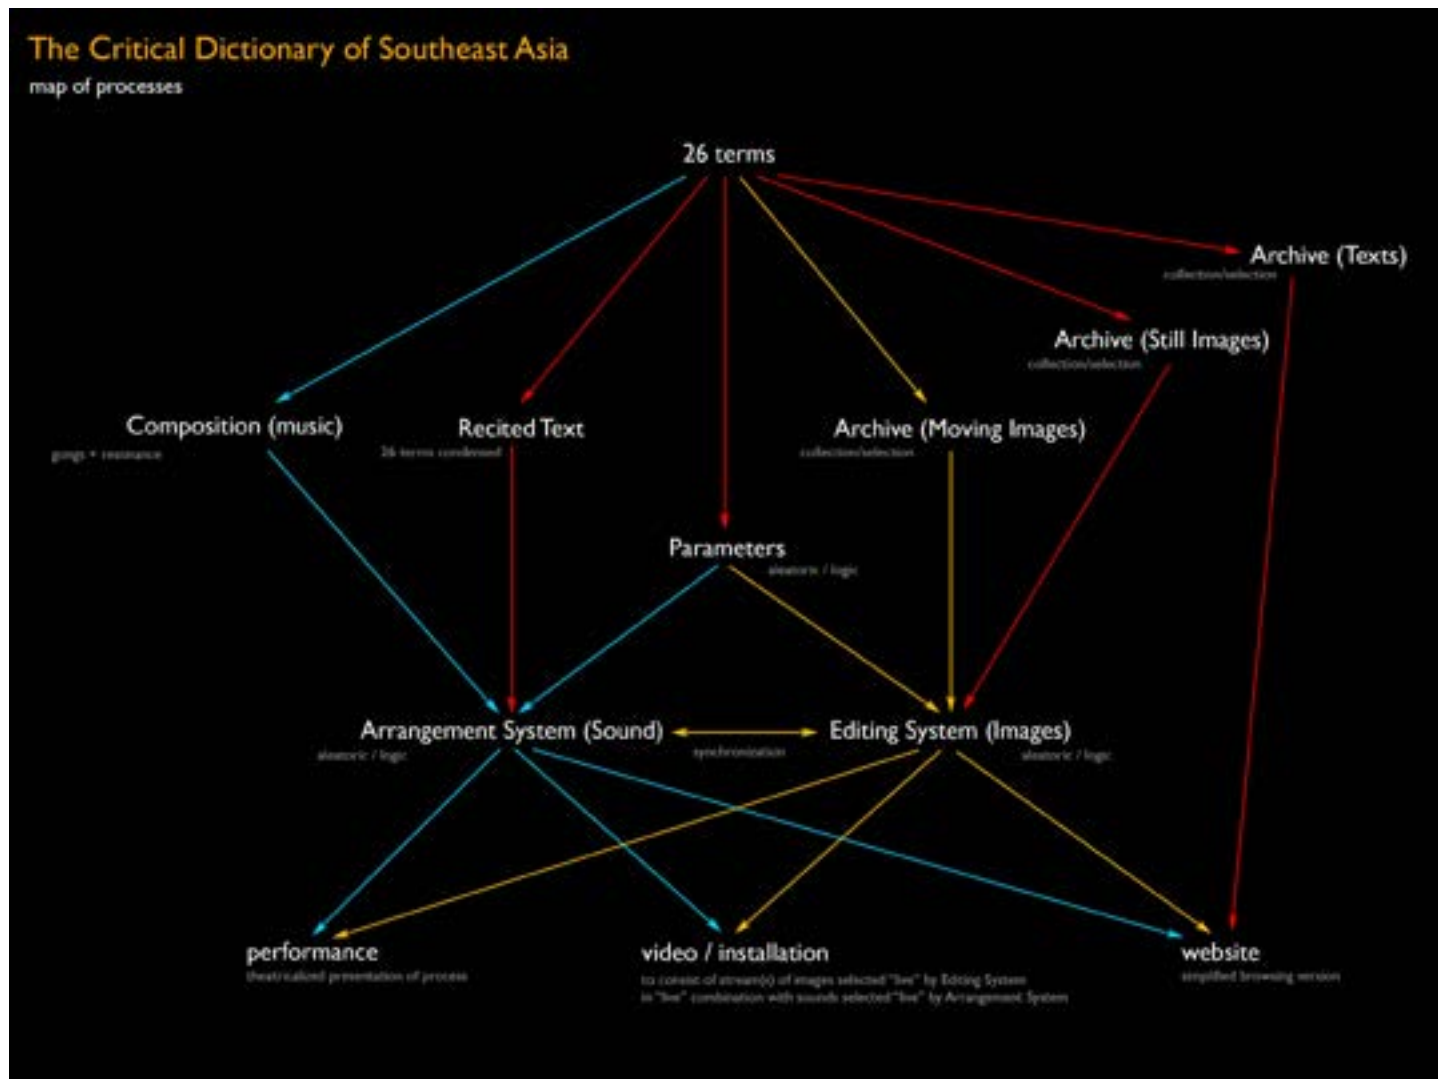 The Critical Dictionary of Southeast Asia
map of processes
26 terms
Archive (Texts)
collection/selection
Archive (Still Images)
collection/selection
Composition (music)
gongs + resonance
Recited Text
26 terms condensed
Archive (Moving Images)
collection/selection
Parameters
aleatoric / logic
Arrangement System (Sound)
aleatoric / logic
synchronization
Editing System (Images)
aleatoric / logic
performance
theatricalized presentation of process
video / installation
to consist of stream(s) of images selected "live" by Editing System
in "live" combination with sounds selected "live" by Arrangement System
website
simplified browsing version